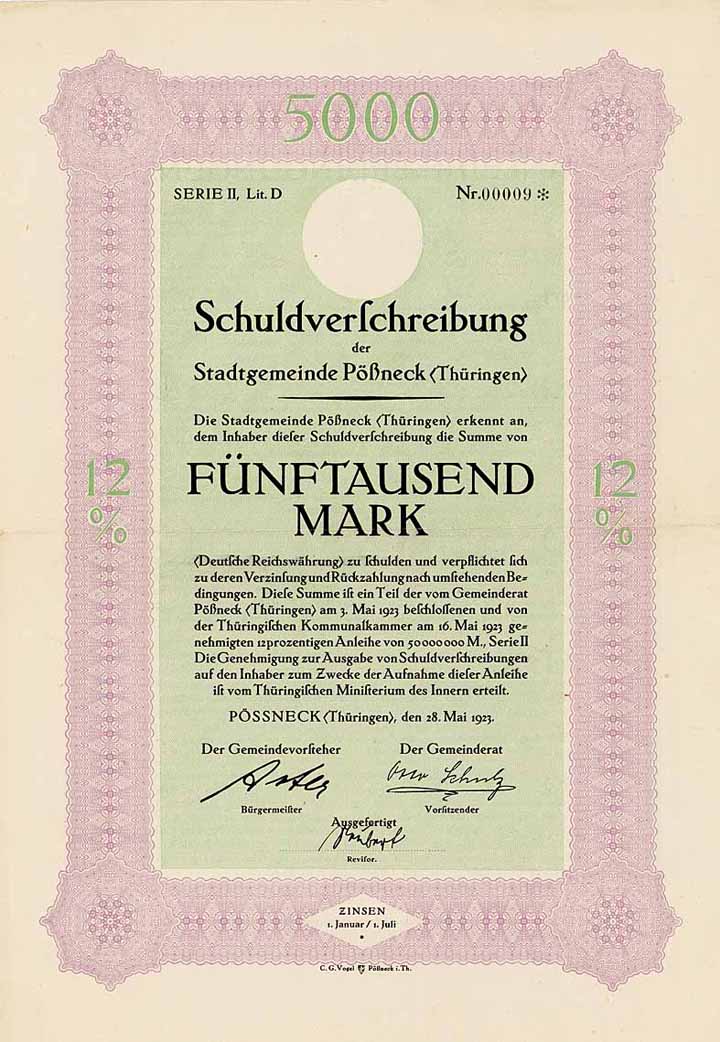 5000
SERIE II, Lit. D
Nr. 00009 *
Schuldverſchreibung
der
Stadtgemeinde Pößneck <Thüringen>
Die Stadtgemeinde Pößneck <Thüringen> erkennt an,
dem Inhaber dieſer Schuldverſchreibung die Summe von
FÜNFTAUSEND
MARK
12
%
12
%
<Deutſche Reichswährung> zu ſchulden und verpflichtet ſich
zu deren Verzinſung und Rückzahlung nach umſtehenden Be=
dingungen. Dieſe Summe iſt ein Teil der vom Gemeinderat
Pößneck <Thüringen> am 3. Mai 1923 beſchloſſenen und von
der Thüringiſchen Kommunalkammer am 16. Mai 1923 ge=
nehmigten 12prozentigen Anleihe von 50000000 M., Serie II
Die Genehmigung zur Ausgabe von Schuldverſchreibungen
auf den Inhaber zum Zwecke der Aufnahme dieſer Anleihe
iſt vom Thüringiſchen Miniſterium des Innern erteilt.
PÖSSNECK <Thüringen>, den 28. Mai 1923.
Der Gemeindevorſteher
Der Gemeinderat
Otto Schulz
Bürgermeiſter
Vorſitzender
Ausgefertigt
Reviſor.
ZINSEN
1. Januar / 1. Juli
C. G. Vogel Pößneck i. Th.